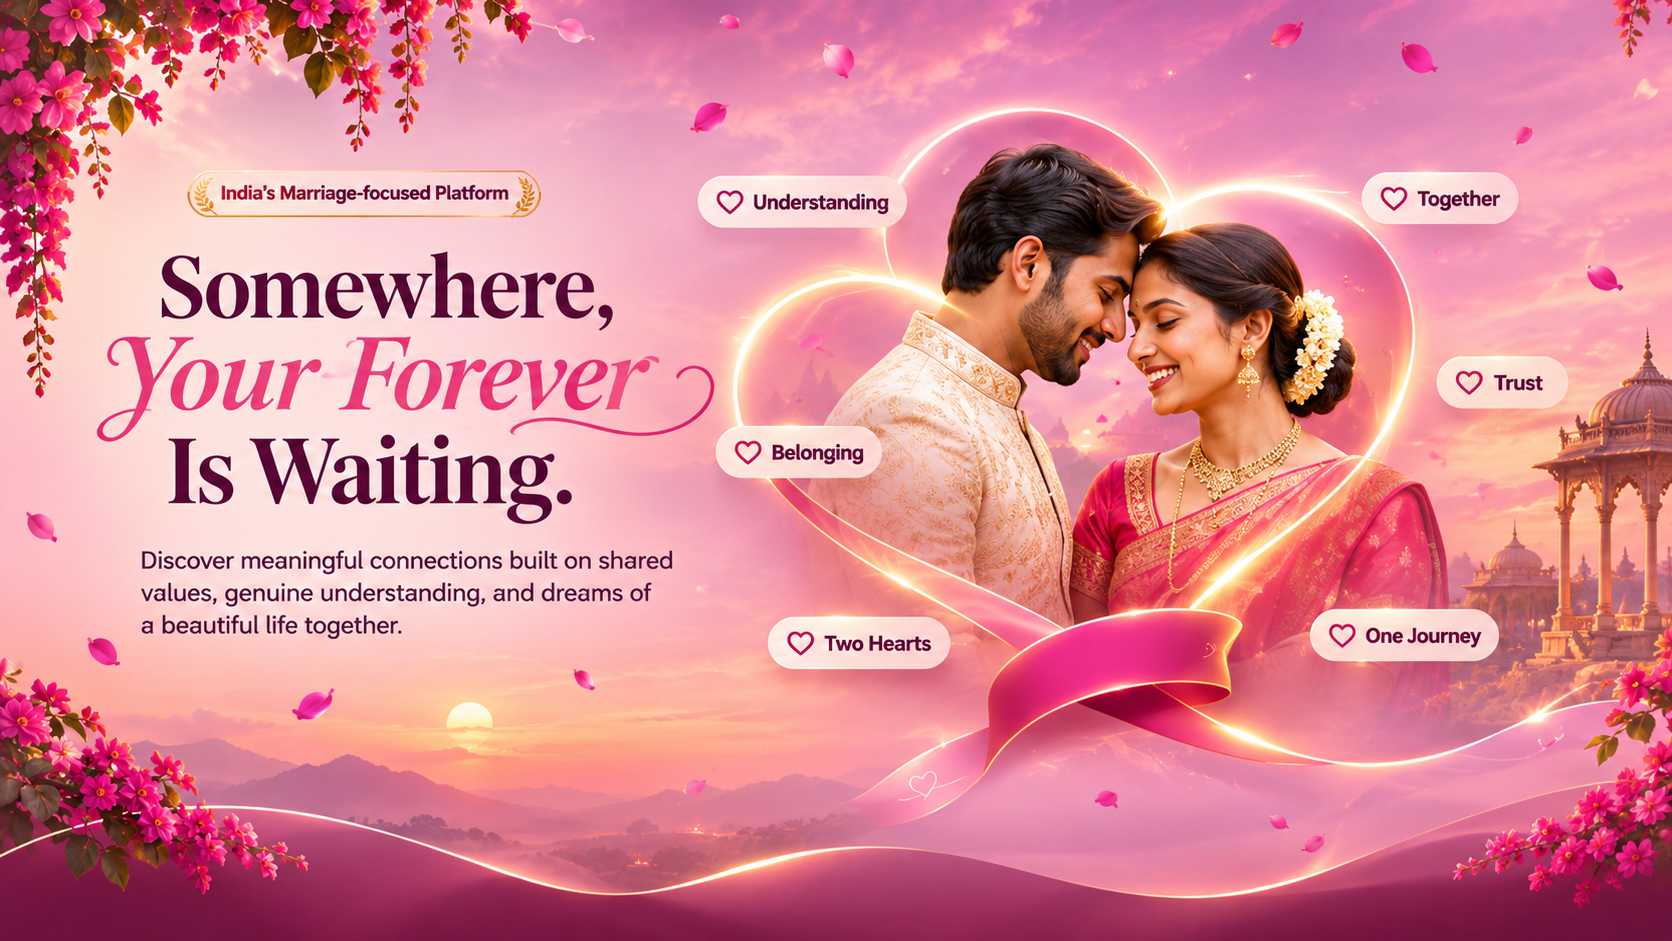 India's Marriage-focused Platform
Somewhere,
Your Forever
Is Waiting.
Discover meaningful connections built on shared
values, genuine understanding, and dreams of
a beautiful life together.
Understanding
Together
Trust
Belonging
Two Hearts
One Journey